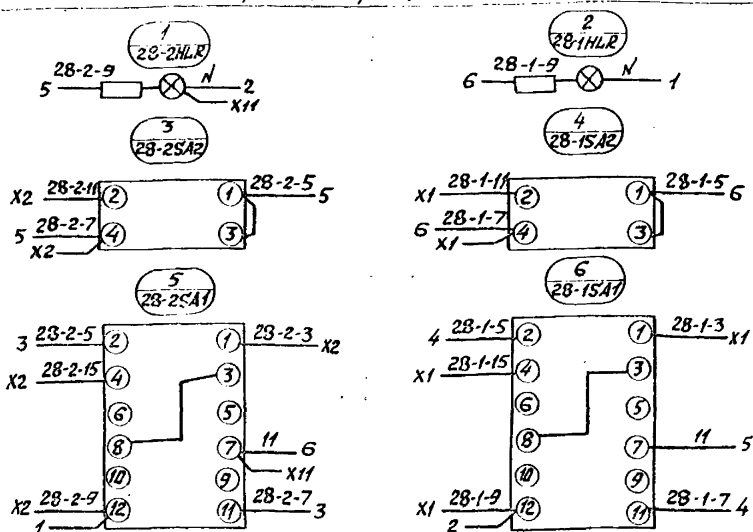 1
28-2HLR
28-2-9
5
N
2
X11
2
28-1HLR
28-1-9
6
N
1
3
28-2SA2
X2 28-2-11 2
1 28-2-5 5
5 28-2-7 4
3
X2
4
28-1SA2
X1 28-1-11 2
1 28-1-5 6
6 28-1-7 4
3
X1
5
28-2SA1
3 28-2-5 2
1 28-2-3 X2
X2 28-2-15 4
3
6
5
8
7 11 6
X11
10
9
X2 28-2-9 12
11 28-2-7 3
1
6
28-1SA1
4 28-1-5 2
1 28-1-3 X1
X1 28-1-15 4
3
6
5
8
7 11 5
10
9
X1 28-1-9 12
11 28-1-7 4
2